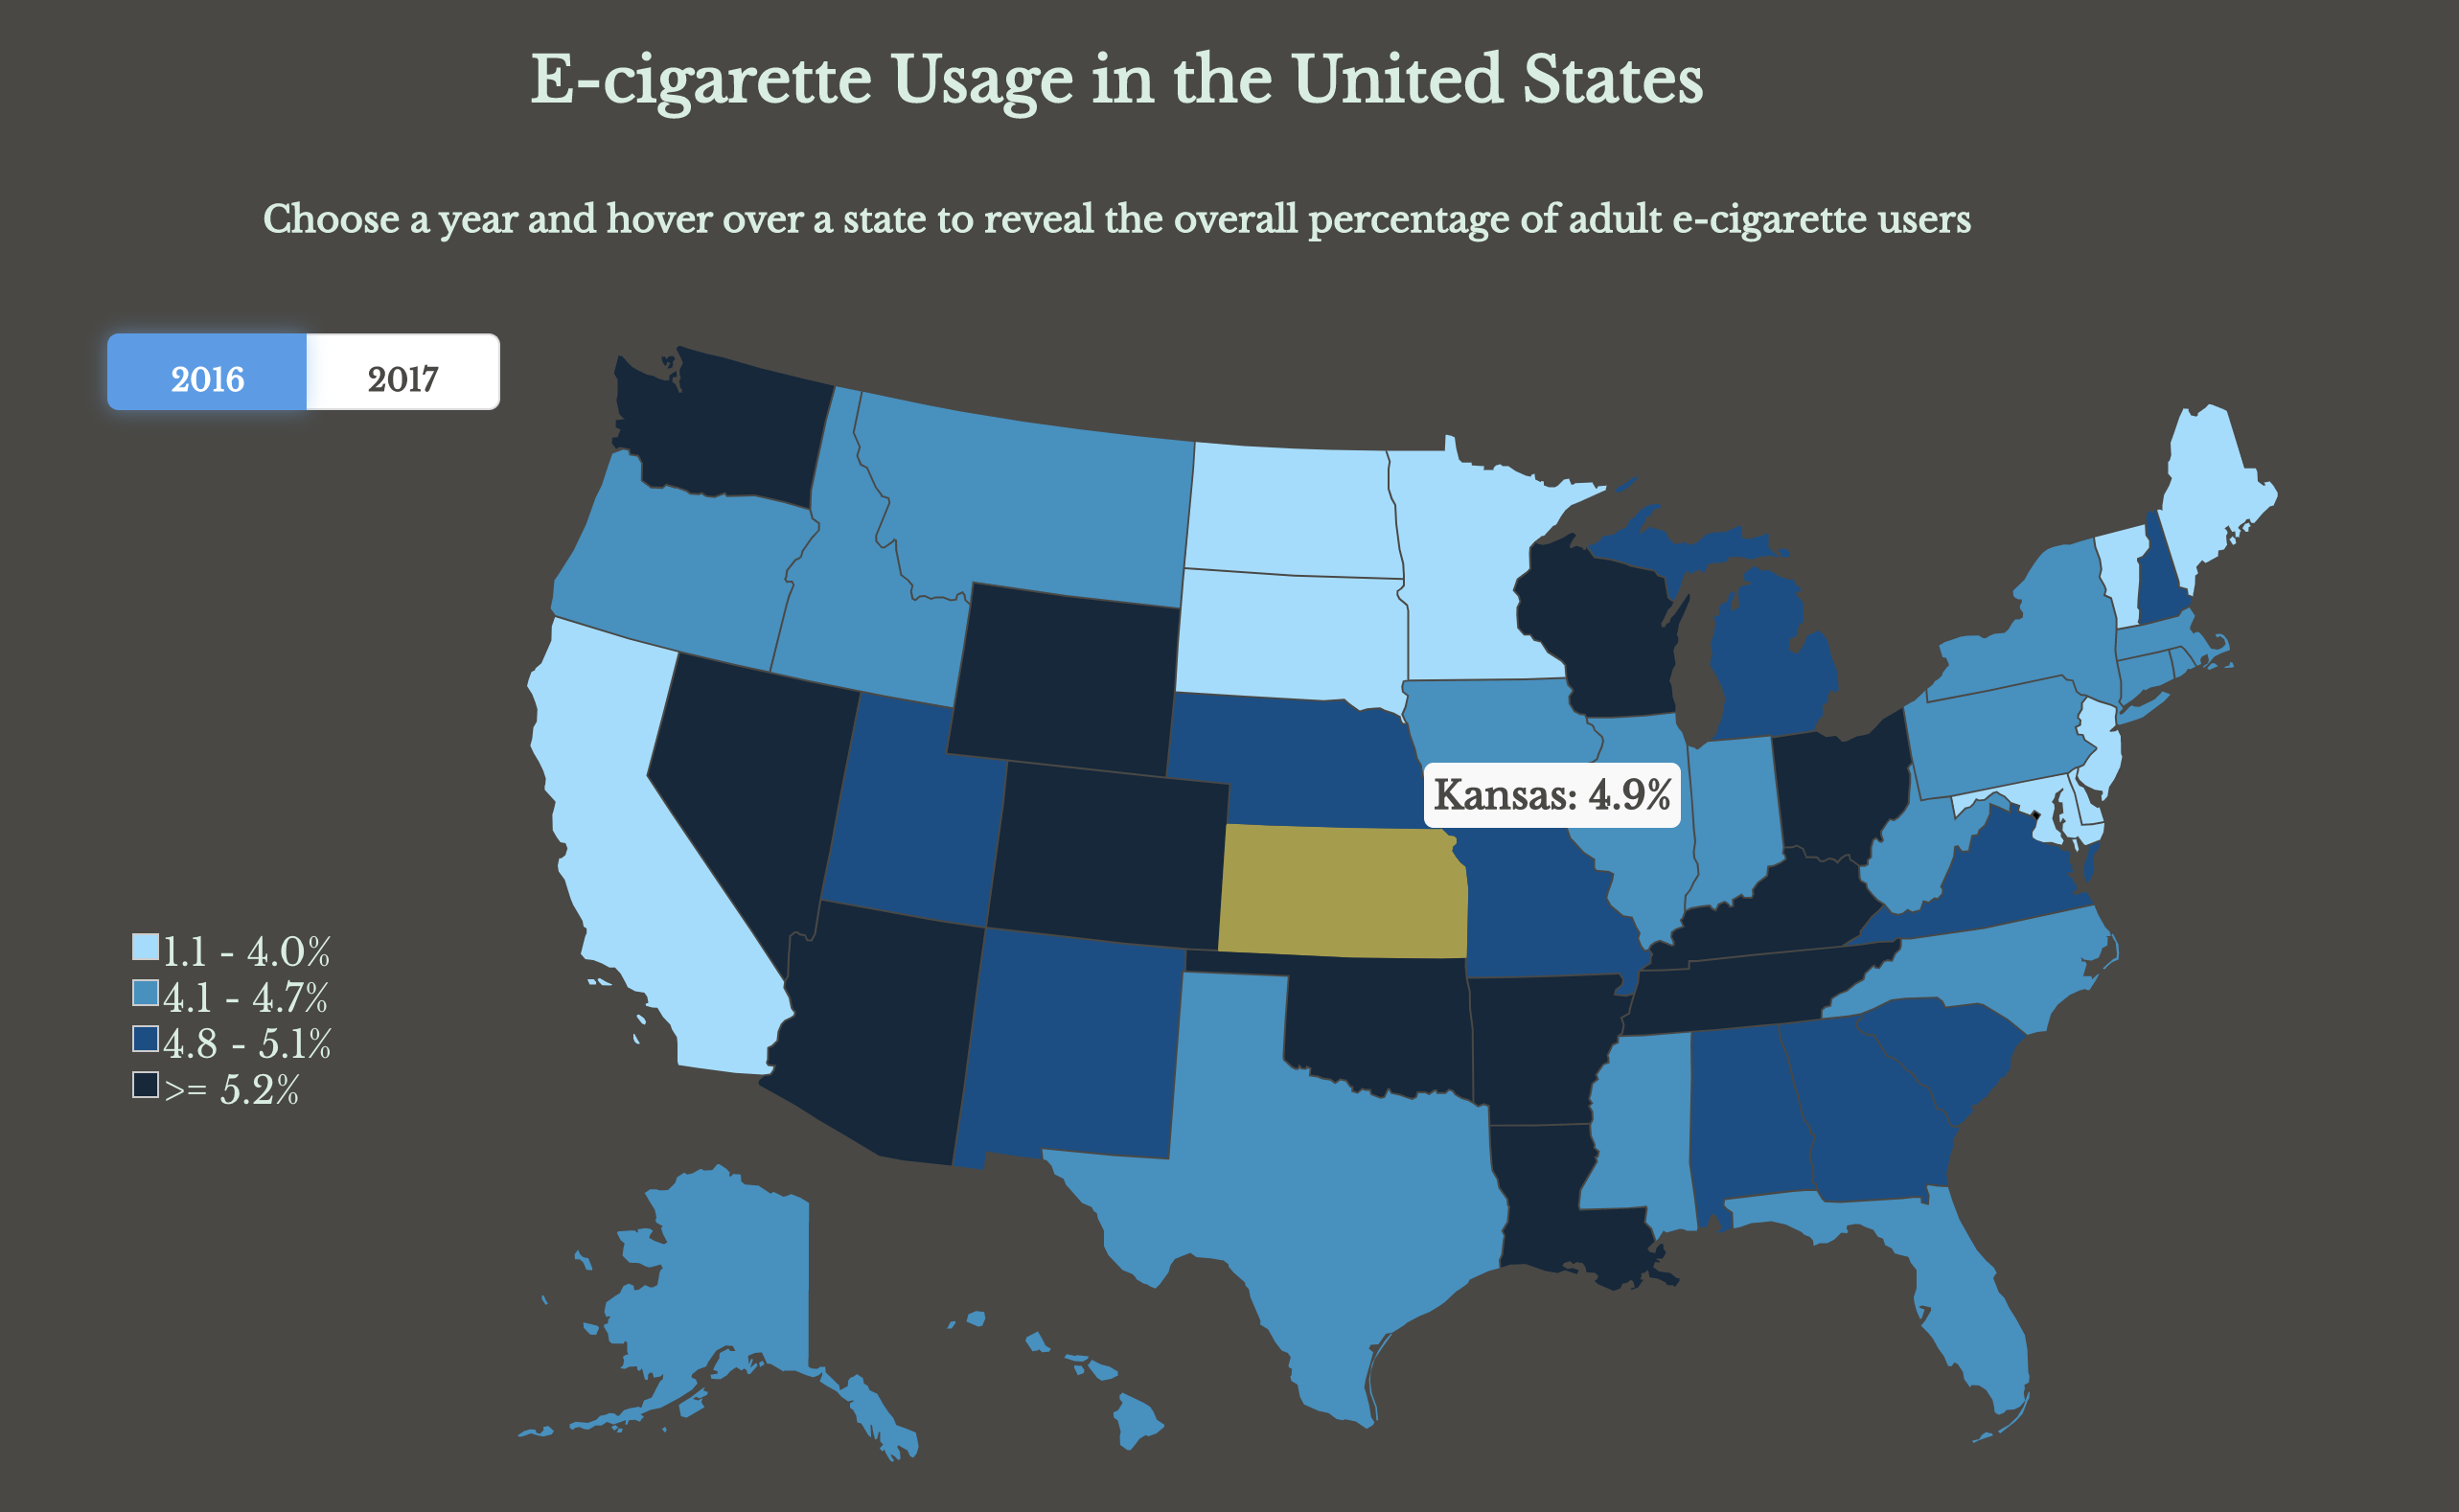 E-cigarette Usage in the United States
Choose a year and hover over a state to reveal the overall percentage of adult e-cigarette users
2016 2017
Kansas: 4.9%
1.1 - 4.0%
4.1 - 4.7%
4.8 - 5.1%
>= 5.2%